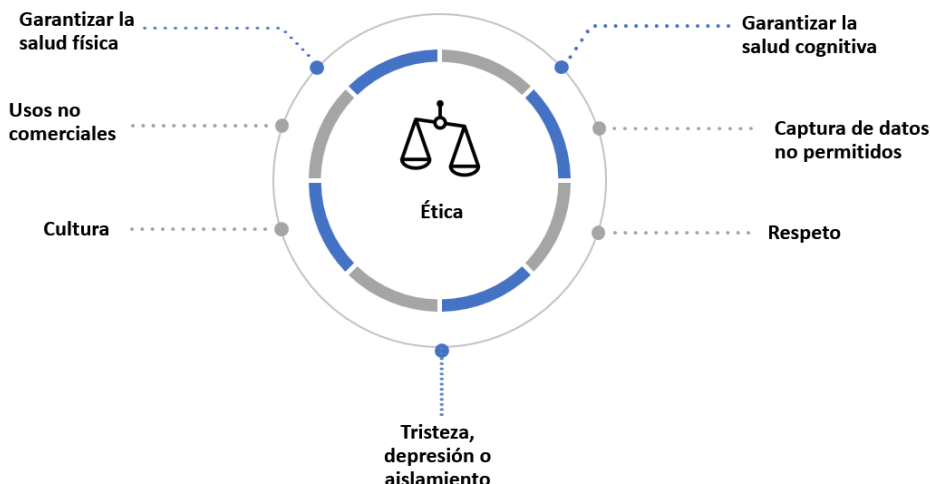 Garantizar la
salud física
Garantizar la
salud cognitiva
Usos no
comerciales
Captura de datos
no permitidos
Ética
Cultura
Respeto
Tristeza,
depresión o
aislamiento